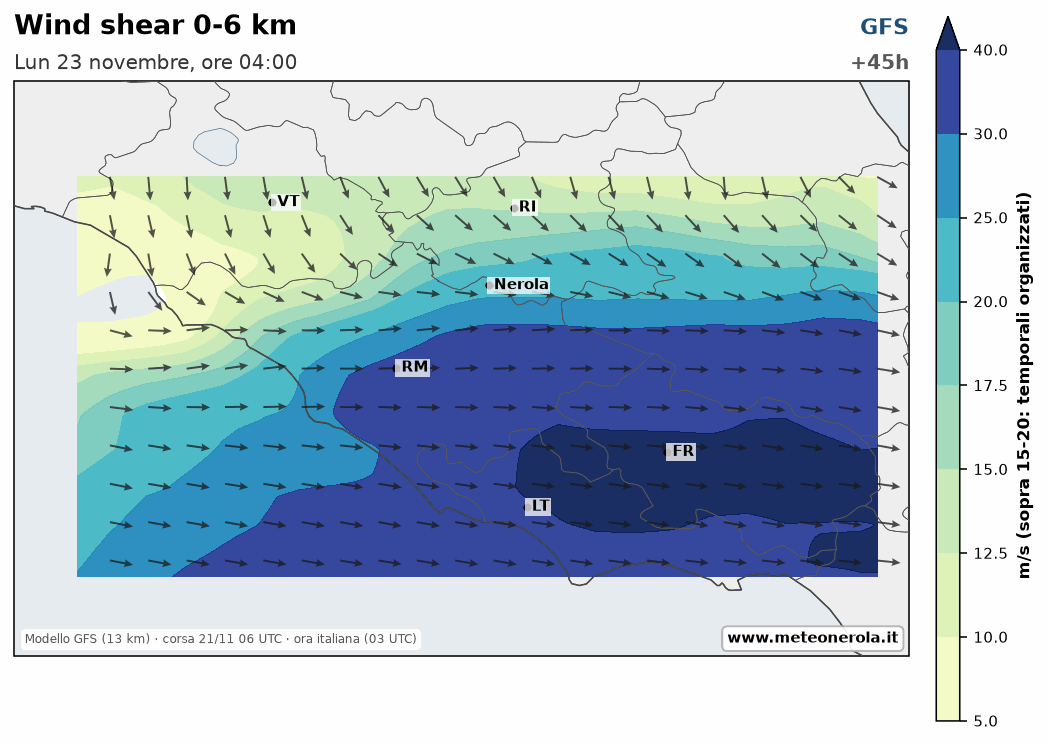 Wind shear 0-6 km
GFS
Lun 23 novembre, ore 04:00
+45h
VT
RI
Nerola
RM
FR
LT
40.0
30.0
25.0
20.0
17.5
15.0
12.5
10.0
5.0
m/s (sopra 15-20: temporali organizzati)
Modello GFS (13 km) · corsa 21/11 06 UTC · ora italiana (03 UTC)
www.meteonerola.it